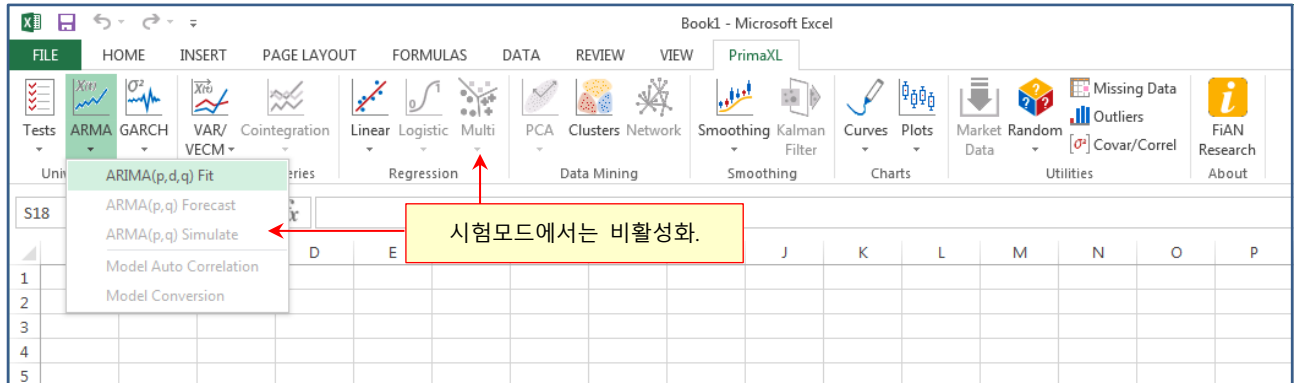 Book1 - Microsoft Excel
FILE HOME INSERT PAGE LAYOUT FORMULAS DATA REVIEW VIEW PrimaXL
X(t) σ² X(t) 1 Missing Data
Outliers
Tests ARMA GARCH VAR/ Cointegration Linear Logistic Multi PCA Clusters Network Smoothing Kalman Curves Plots Market Random σ² Covar/Correl FiAN
VECM Filter Data Research
Univ eries Regression Data Mining Smoothing Charts Utilities About
ARIMA(p,d,q) Fit
S18 ARMA(p,q) Forecast
ARMA(p,q) Simulate
시험모드에서는 비활성화.
D E J K L M N O P
Model Auto Correlation
1
Model Conversion
2
3
4
5